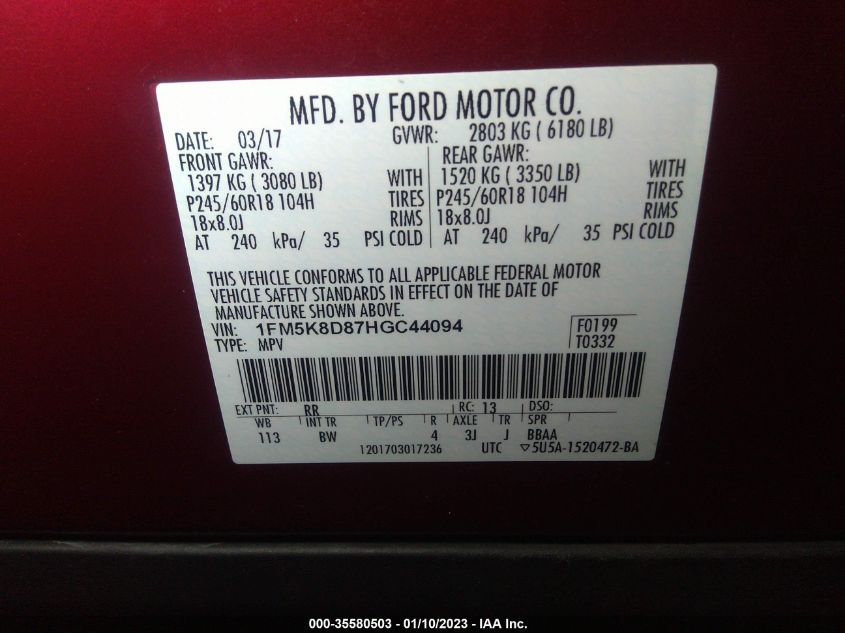 MFD. BY FORD MOTOR CO.
DATE: 03/17 GVWR: 2803 KG ( 6180 LB)
FRONT GAWR: REAR GAWR:
1397 KG ( 3080 LB) WITH 1520 KG ( 3350 LB) WITH
P245/60R18 104H TIRES P245/60R18 104H TIRES
18x8.0J RIMS 18x8.0J RIMS
AT 240 kPa/ 35 PSI COLD AT 240 kPa/ 35 PSI COLD
THIS VEHICLE CONFORMS TO ALL APPLICABLE FEDERAL MOTOR
VEHICLE SAFETY STANDARDS IN EFFECT ON THE DATE OF
MANUFACTURE SHOWN ABOVE.
VIN: 1FM5K8D87HGC44094 F0199
TYPE: MPV T0332
EXT PNT: RR RC: 13 DSO:
WB INT TR TP/PS R AXLE TR SPR
113 BW 4 3J J BBAA
1201703017236 UTC ▽5U5A-1520472-BA
000-35580503 - 01/10/2023 - IAA Inc.